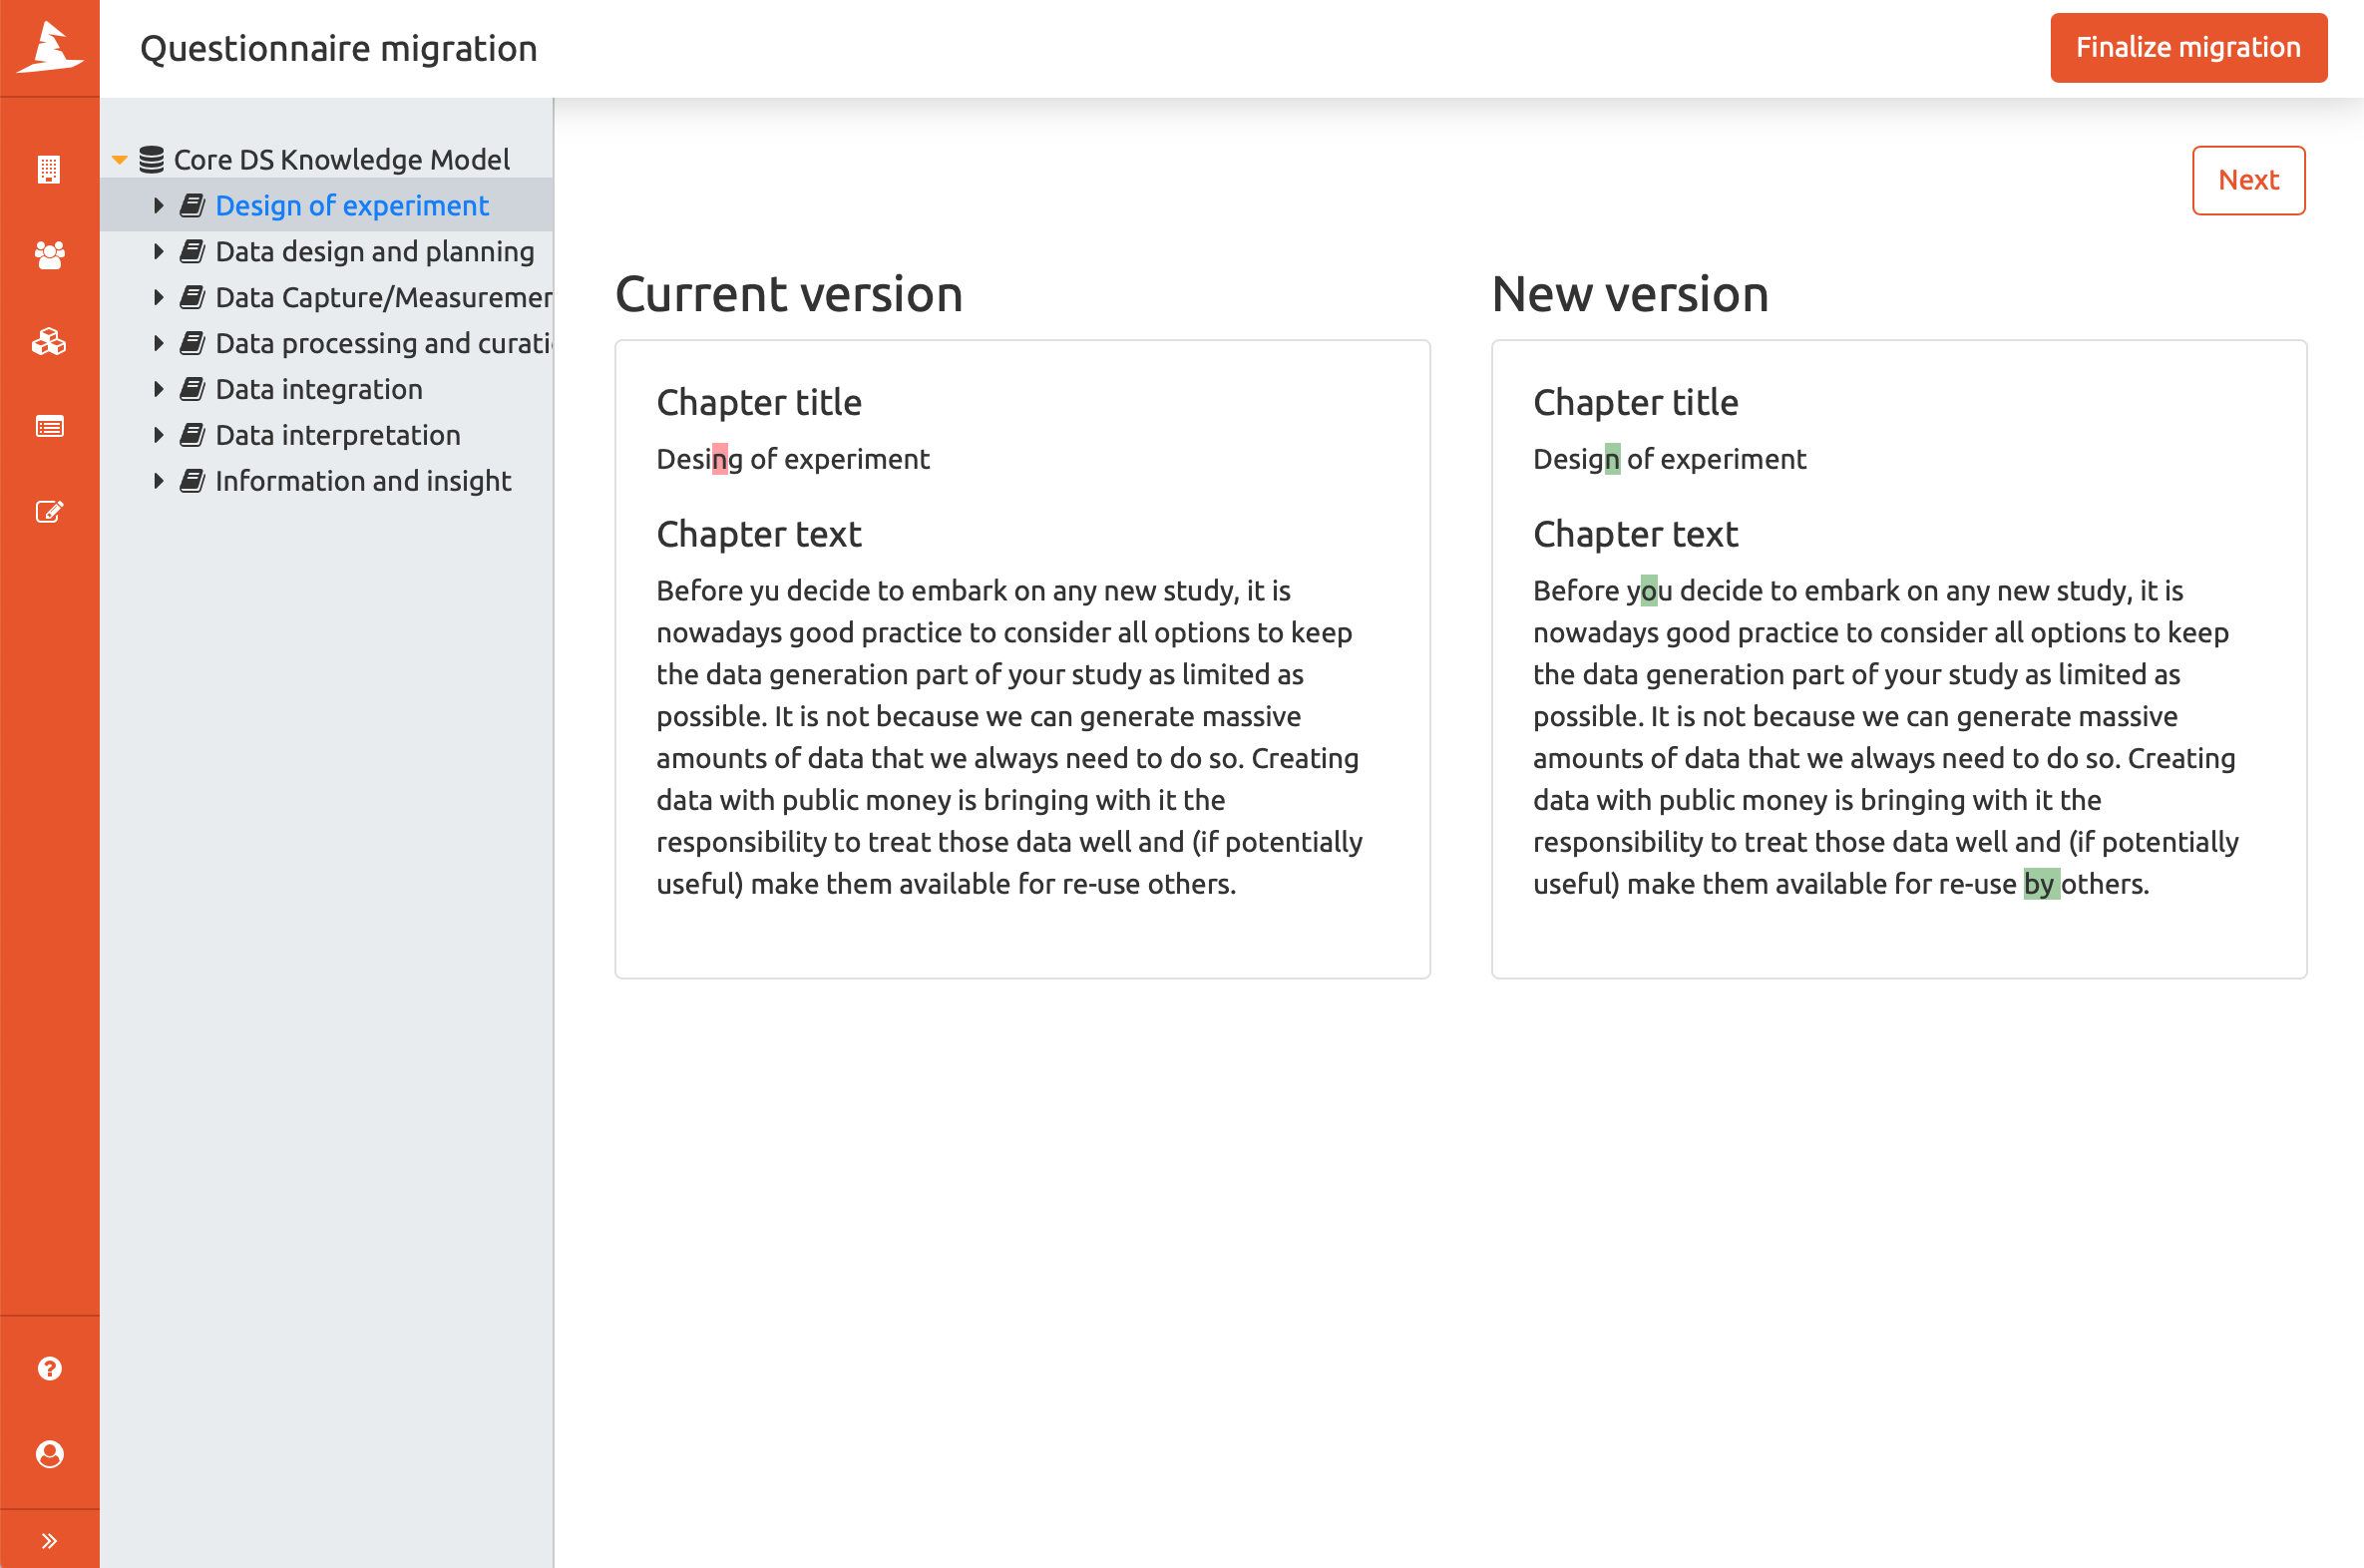 Questionnaire migration
Finalize migration
Core DS Knowledge Model
Design of experiment
Data design and planning
Data Capture/Measuremen
Data processing and curati
Data integration
Data interpretation
Information and insight
Next
Current version
Chapter title
Desing of experiment
Chapter text
Before yu decide to embark on any new study, it is
nowadays good practice to consider all options to keep
the data generation part of your study as limited as
possible. It is not because we can generate massive
amounts of data that we always need to do so. Creating
data with public money is bringing with it the
responsibility to treat those data well and (if potentially
useful) make them available for re-use others.
New version
Chapter title
Design of experiment
Chapter text
Before you decide to embark on any new study, it is
nowadays good practice to consider all options to keep
the data generation part of your study as limited as
possible. It is not because we can generate massive
amounts of data that we always need to do so. Creating
data with public money is bringing with it the
responsibility to treat those data well and (if potentially
useful) make them available for re-use by others.